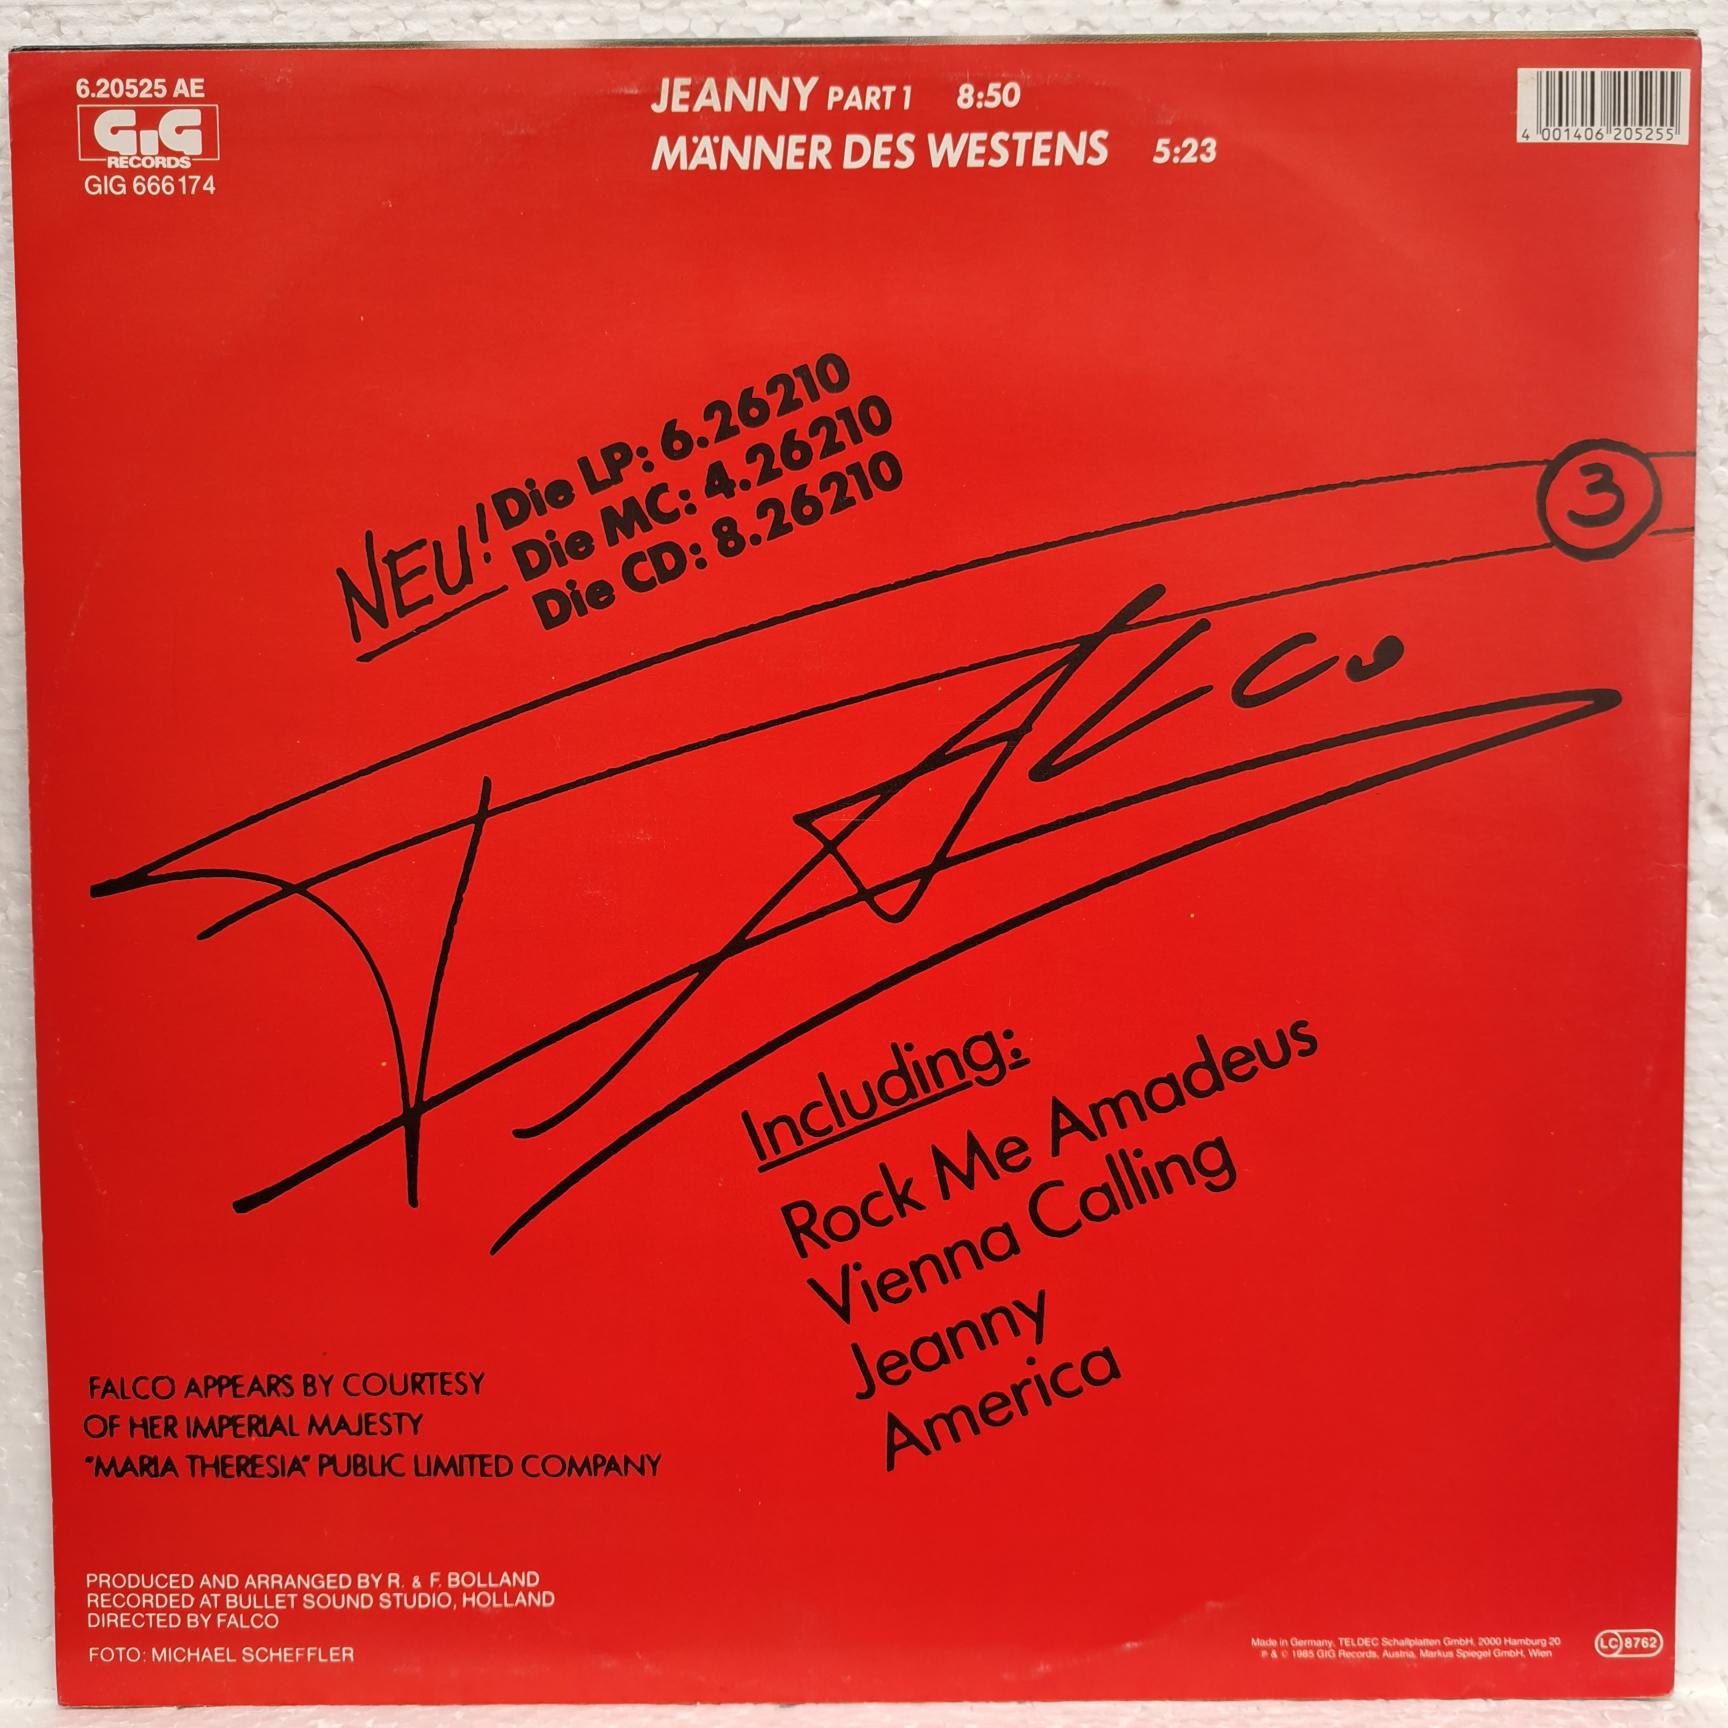 6.20525 AE
GiG
RECORDS
GIG 666174
JEANNY PART 1 8:50
MÄNNER DES WESTENS 5:23
4 001406 205255
NEU! Die LP: 6.26210
Die MC: 4.26210
Die CD: 8.26210
3
FALCO
Including:
Rock Me Amadeus
Vienna Calling
Jeanny
America
FALCO APPEARS BY COURTESY
OF HER IMPERIAL MAJESTY
"MARIA THERESIA" PUBLIC LIMITED COMPANY
PRODUCED AND ARRANGED BY R. & F. BOLLAND
RECORDED AT BULLET SOUND STUDIO, HOLLAND
DIRECTED BY FALCO
FOTO: MICHAEL SCHEFFLER
Made in Germany, TELDEC Schallplatten GmbH, 2000 Hamburg 20
℗ & © 1985 GIG Records, Austria, Markus Spiegel GmbH, Wien
LC 8762